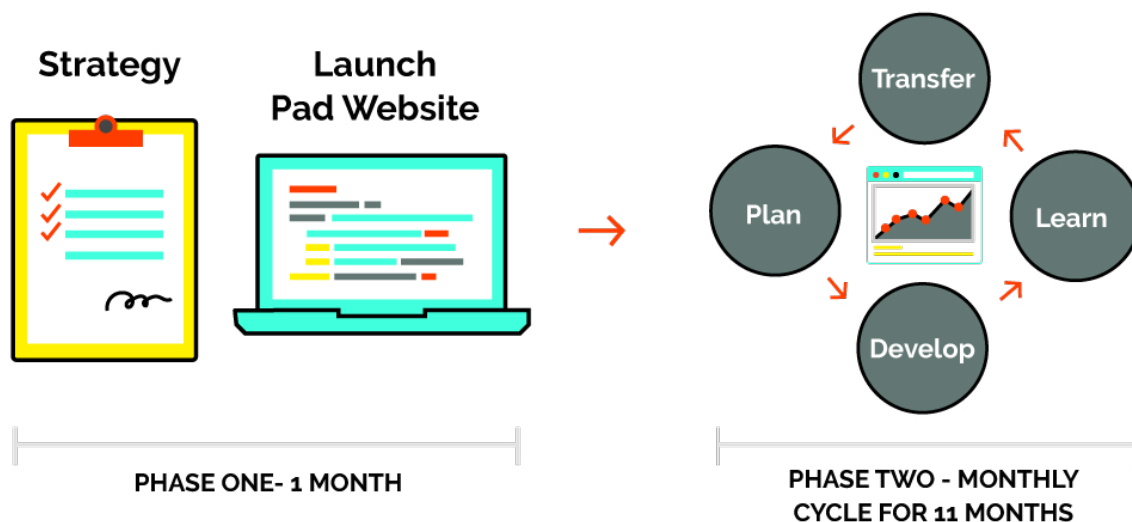 Strategy
Launch
Pad Website
PHASE ONE- 1 MONTH
Transfer
Plan
Learn
Develop
PHASE TWO - MONTHLY
CYCLE FOR 11 MONTHS